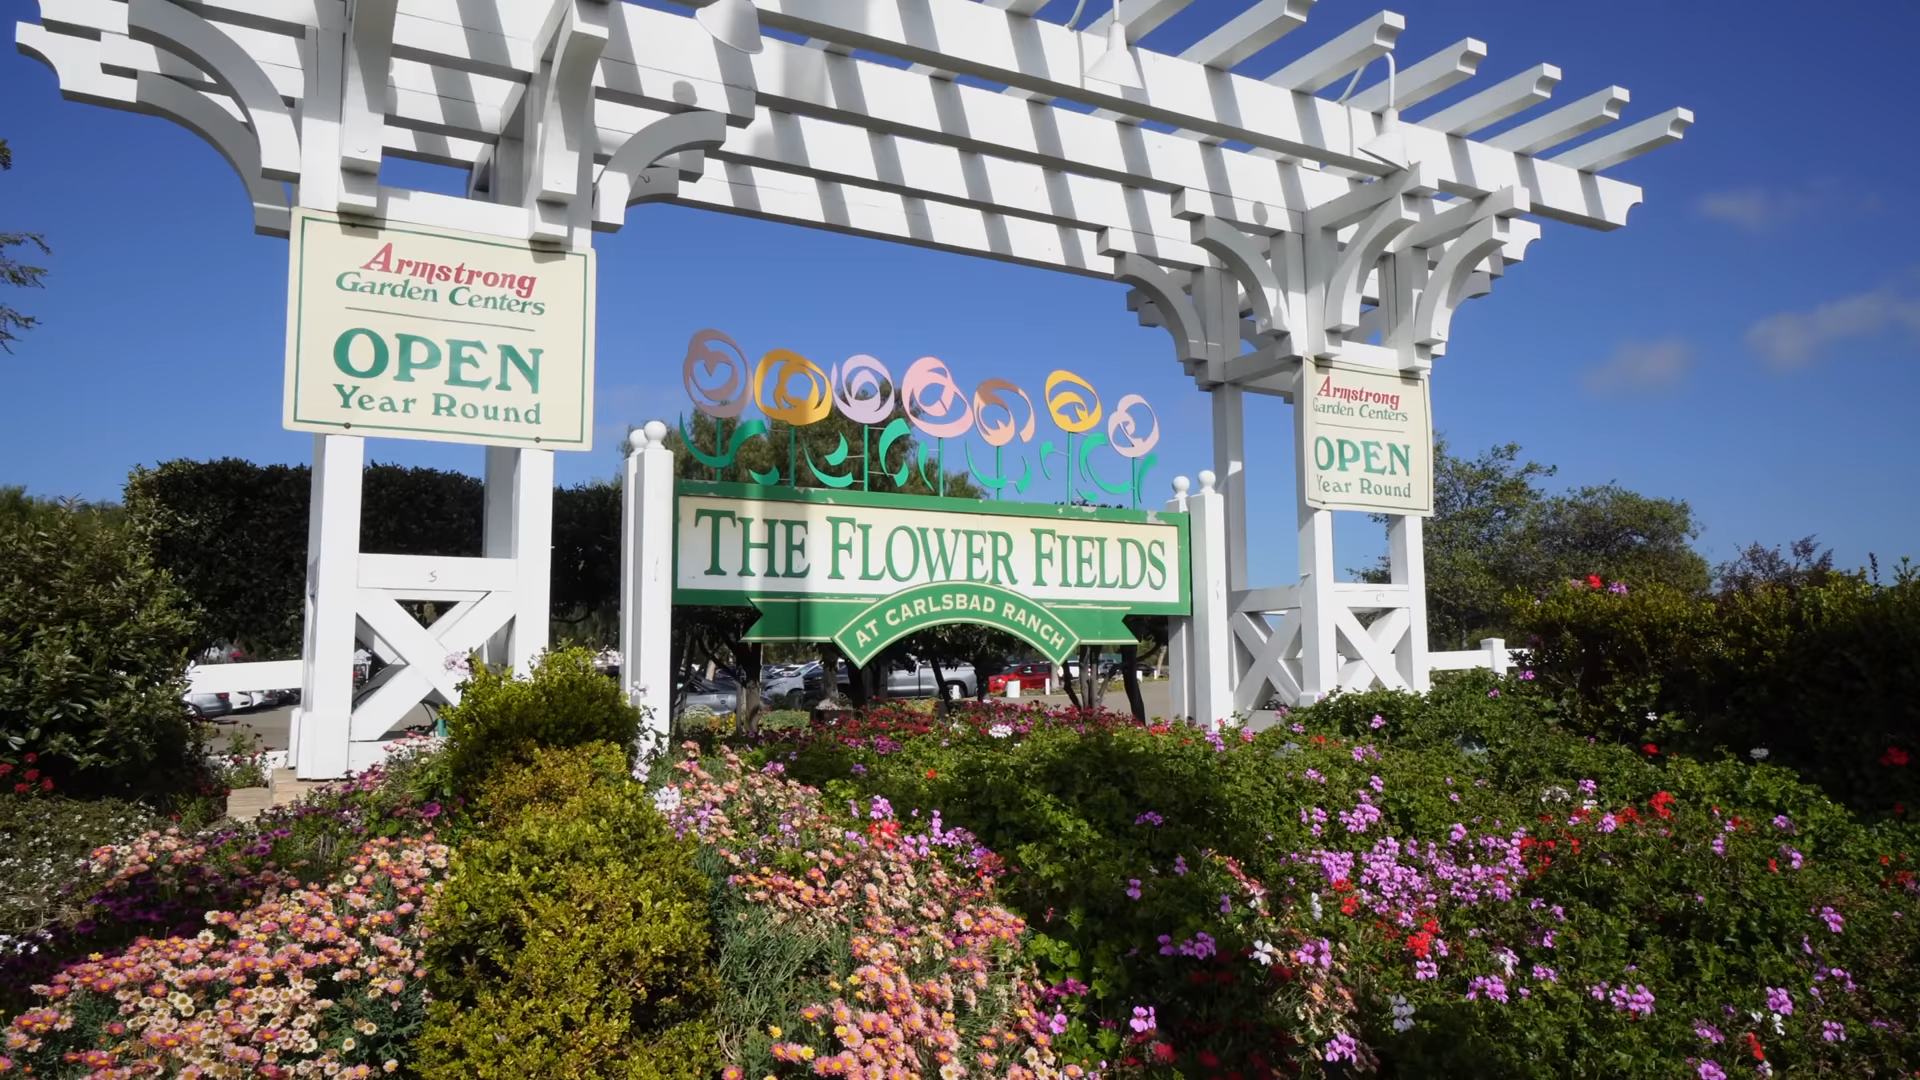 Armstrong
Garden Centers
OPEN
Year Round
THE FLOWER FIELDS
AT CARLSBAD RANCH
Armstrong
Garden Centers
OPEN
Year Round